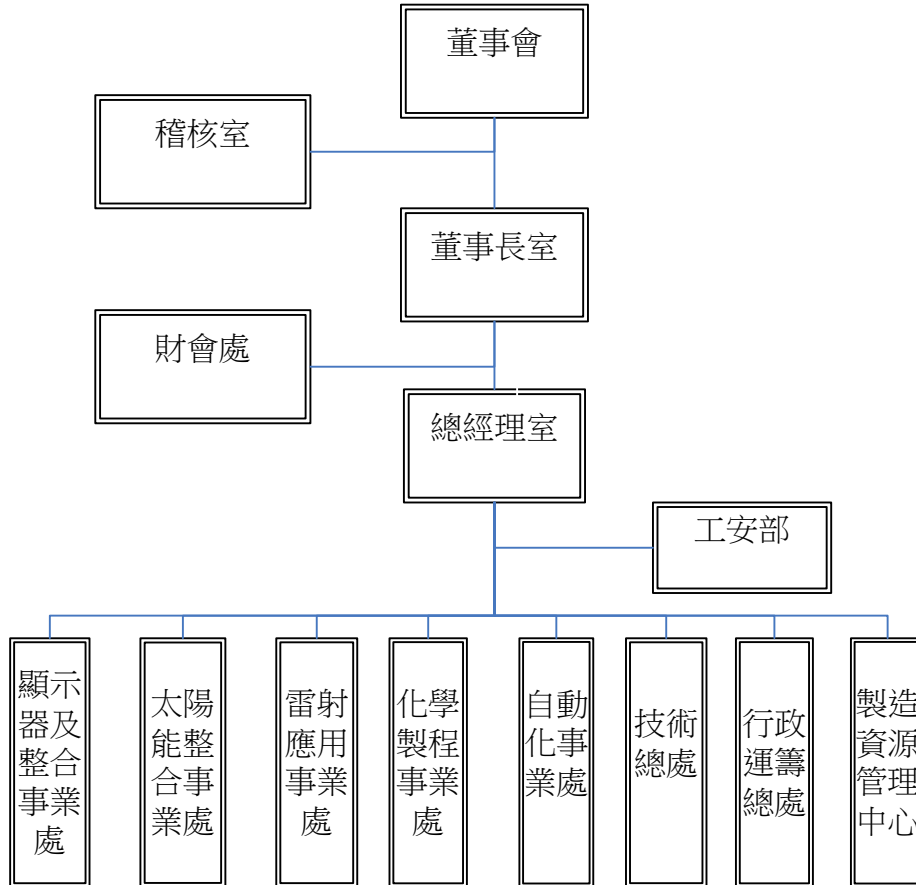 董事會
稽核室
董事長室
財會處
總經理室
工安部
顯示
器及
整合
事業
處
太陽
能整
合事
業處
雷射
應用
事業
處
化學
製程
事業
處
自動
化事
業處
技術
總處
行政
運籌
總處
製造
資源
管理
中心